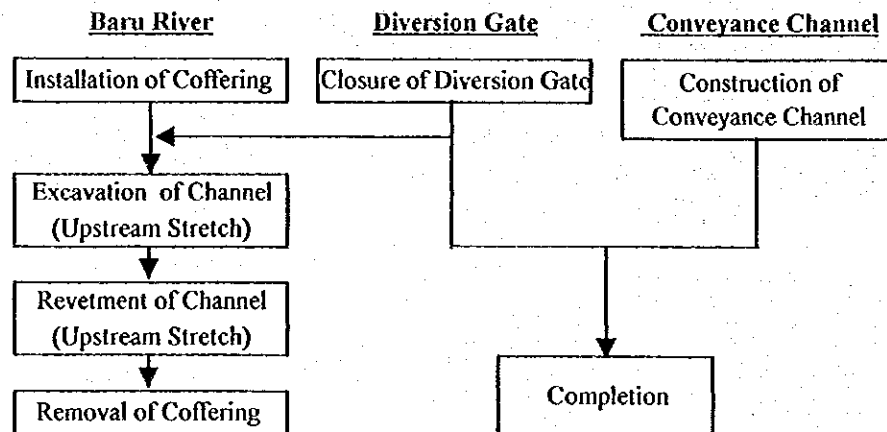 Baru River
Diversion Gate
Conveyance Channel
Installation of Coffering
Closure of Diversion Gate
Construction of
Conveyance Channel
Excavation of Channel
(Upstream Stretch)
Revetment of Channel
(Upstream Stretch)
Removal of Coffering
Completion